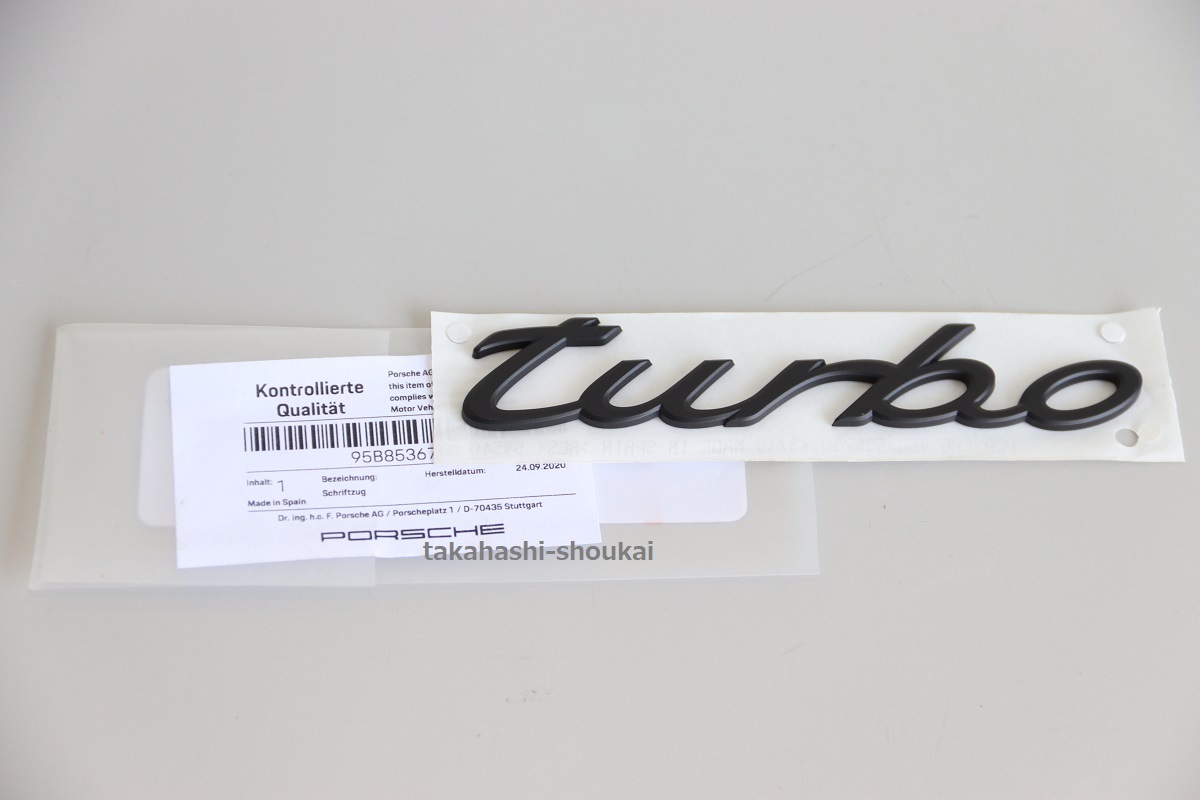 turbo
Kontrollierte
Qualität
Porsche AG
this item of
complies
Motor Veh
95B85367
Inhalt: 1
Bezeichnung:
Schriftzug
Herstelldatum:
24.09.2020
Made in Spain
Dr. ing. h.c. F. Porsche AG / Porscheplatz 1 / D-70435 Stuttgart
PORSCHE
takahashi-shoukai